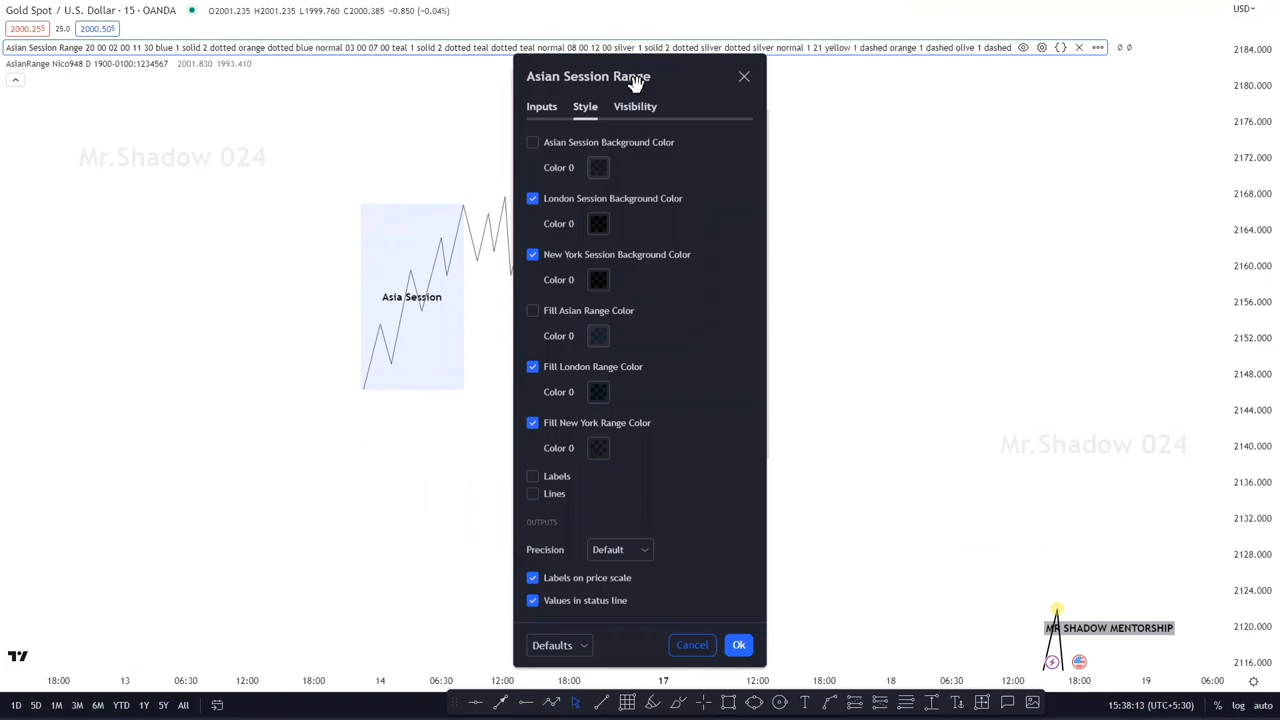 Gold Spot / U.S. Dollar · 15 · OANDA O2001.235 H2001.235 L1999.760 C2000.385 −0.850 (−0.04%) USD
2000.255 25.0 2000.505
Asian Session Range 20 00 02 00 11 30 blue 1 solid 2 dotted orange dotted blue normal 03 00 07 00 teal 1 solid 2 dotted teal dotted teal normal 08 00 12 00 silver 1 solid 2 dotted silver dotted silver normal 1 21 yellow 1 dashed orange 1 dashed olive 1 dashed
AsianRange Nito948 D 1900-0100:1234567 2001.830 1993.410
Mr.Shadow 024
Asia Session
Asian Session Range
Inputs Style Visibility
Asian Session Background Color
Color 0
London Session Background Color
Color 0
New York Session Background Color
Color 0
Fill Asian Range Color
Color 0
Fill London Range Color
Color 0
Fill New York Range Color
Color 0
Labels
Lines
OUTPUTS
Precision Default
Labels on price scale
Values in status line
Defaults Cancel Ok
Mr.Shadow 024
MR SHADOW MENTORSHIP
2184.000
2180.000
2176.000
2172.000
2168.000
2164.000
2160.000
2156.000
2152.000
2148.000
2144.000
2140.000
2136.000
2132.000
2128.000
2124.000
2120.000
2116.000
18:00 13 06:30 12:00 18:00 14 06:30 12:00 18:00 17 12:00 18:00 18 06:30 12:00 18:00 19 06:00
1D 5D 1M 3M 6M YTD 1Y 5Y All 15:38:13 (UTC+5:30) % log auto